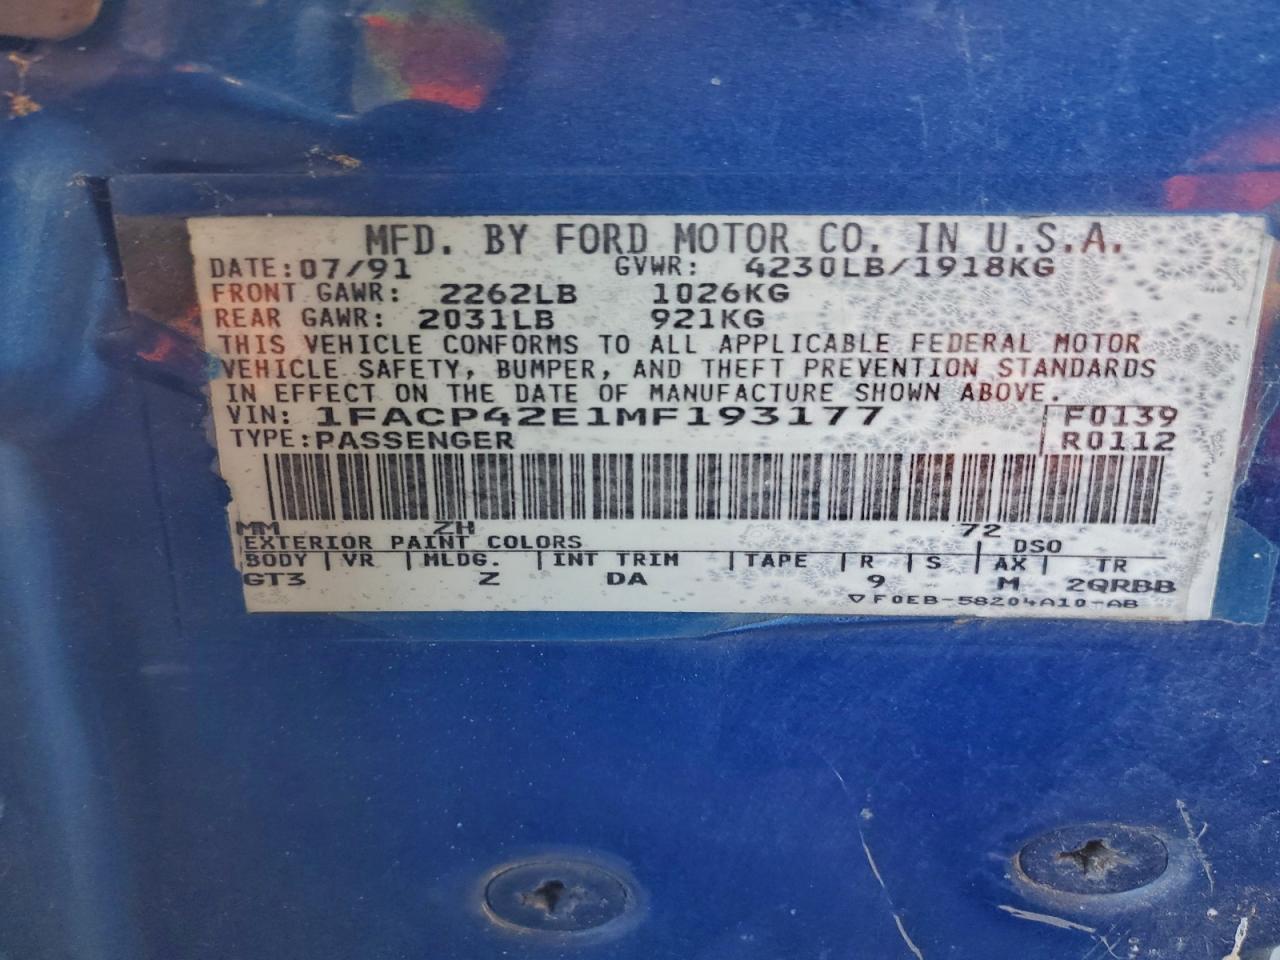 MFD. BY FORD MOTOR CO. IN U.S.A.
DATE: 07/91 GVWR: 4230LB/1918KG
FRONT GAWR: 2262LB 1026KG
REAR GAWR: 2031LB 921KG
THIS VEHICLE CONFORMS TO ALL APPLICABLE FEDERAL MOTOR
VEHICLE SAFETY, BUMPER, AND THEFT PREVENTION STANDARDS
IN EFFECT ON THE DATE OF MANUFACTURE SHOWN ABOVE.
VIN: 1FACP42E1MF193177 F0139
TYPE: PASSENGER R0112
MM ZH 72
EXTERIOR PAINT COLORS DSO
BODY | VR | MLDG. | INT TRIM | TAPE | R | S | AX | TR
GT3 Z DA 9 M 2QRBB
▽ F0EB-58204A10-AB